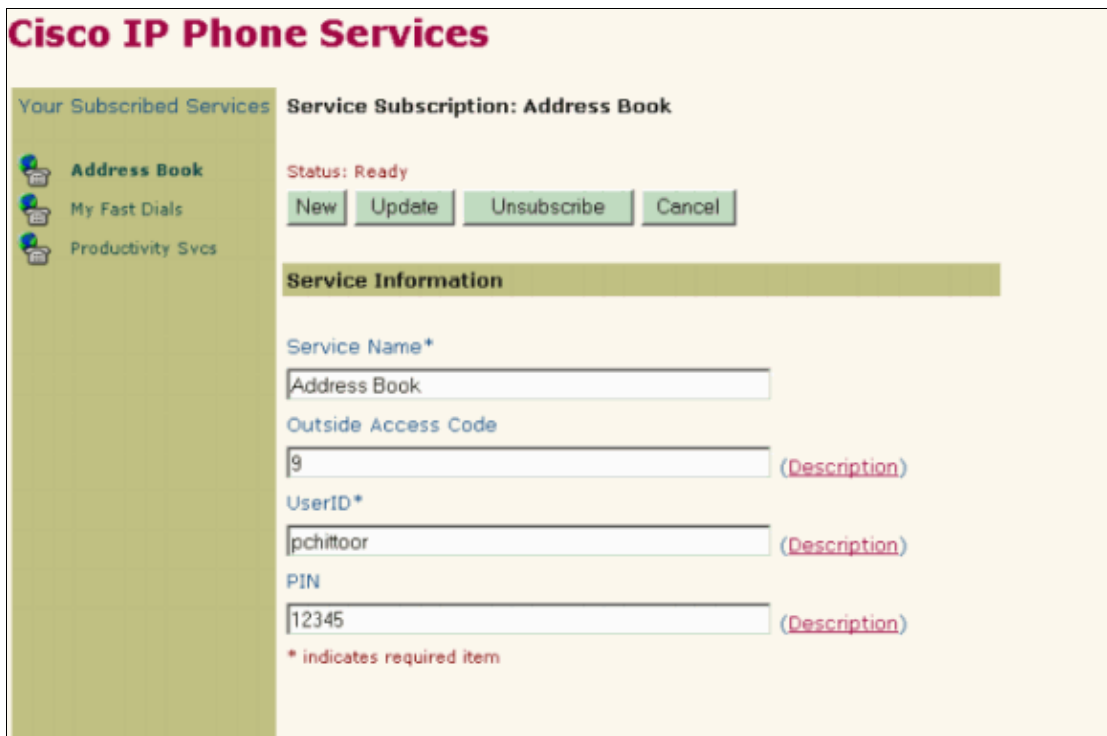 Cisco IP Phone Services
Your Subscribed Services
Address Book
My Fast Dials
Productivity Svcs
Service Subscription: Address Book
Status: Ready
New Update Unsubscribe Cancel
Service Information
Service Name*
Address Book
Outside Access Code
9 (Description)
UserID*
pchittoor (Description)
PIN
12345 (Description)
* indicates required item